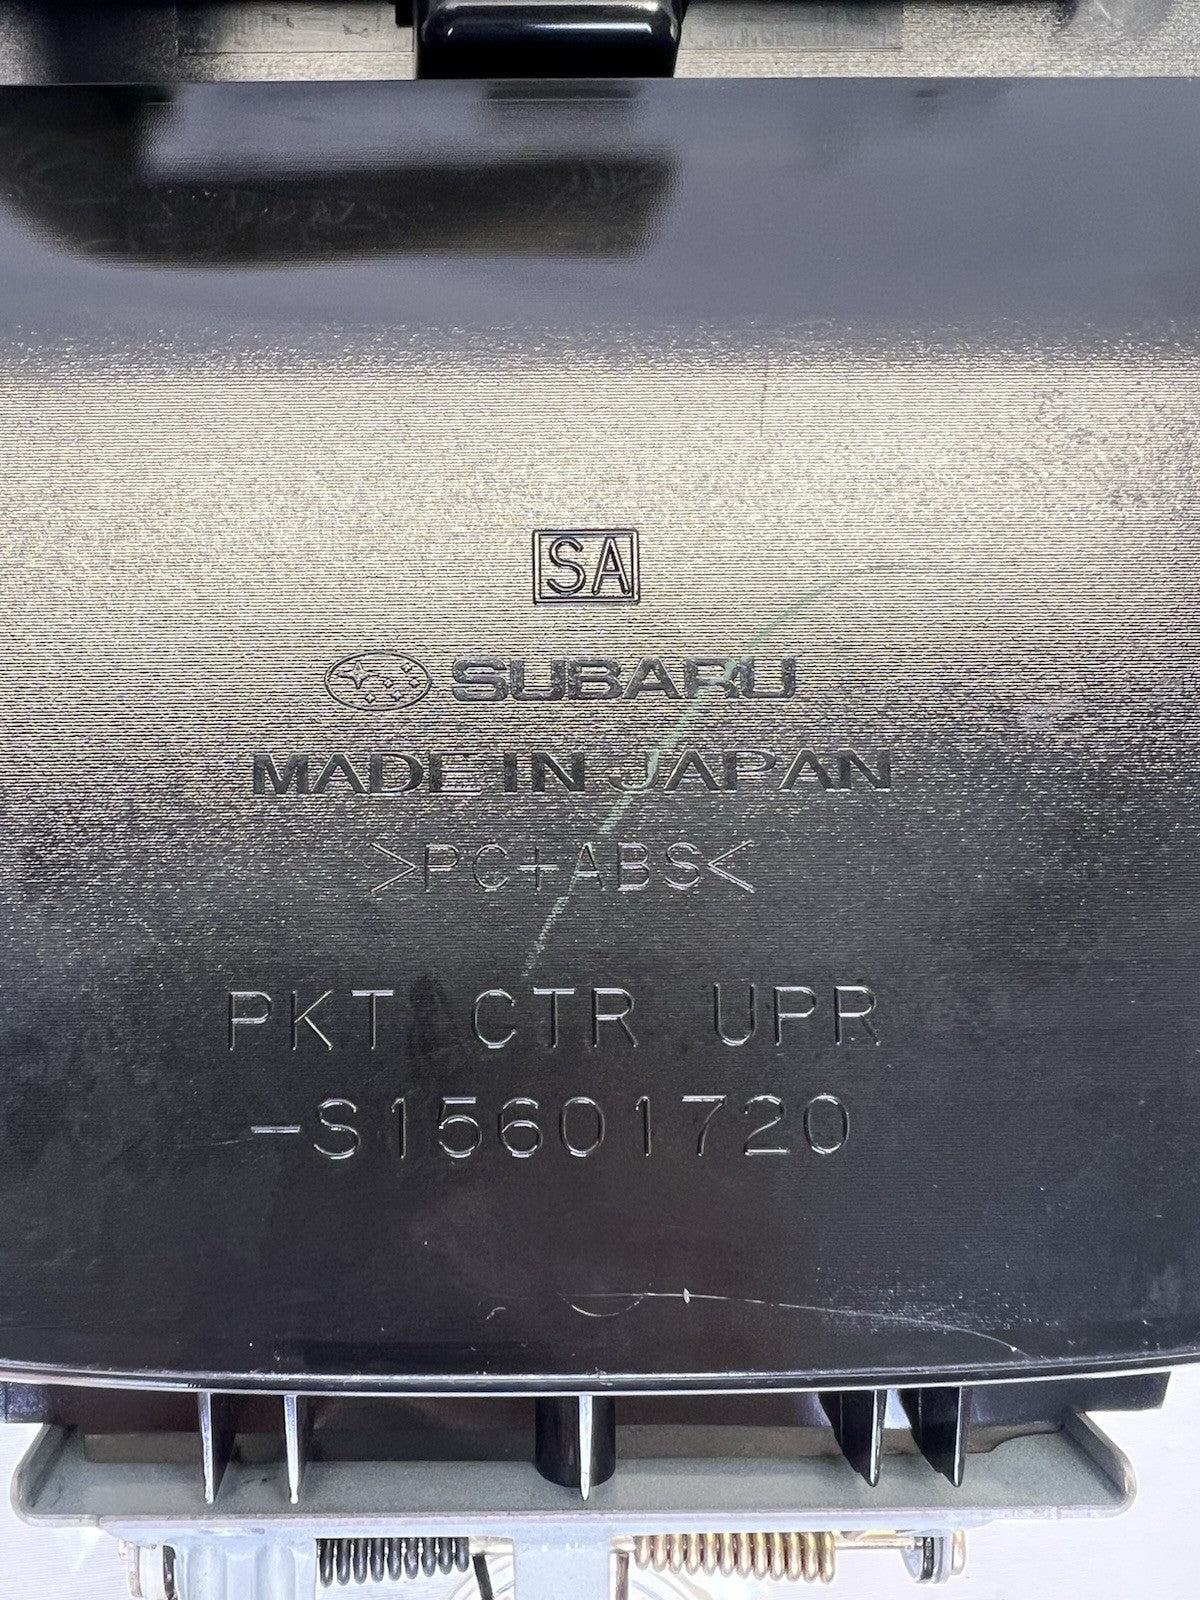 SA
SUBARU
MADE IN JAPAN
>PC+ABS<
PKT CTR UPR
-S15601720